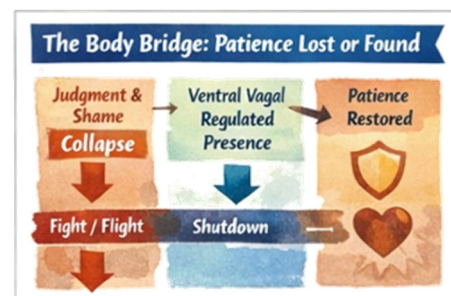 The Body Bridge: Patience Lost or Found
Judgment &
Shame
Collapse
Ventral Vagal
Regulated
Presence
Patience
Restored
Fight / Flight
Shutdown